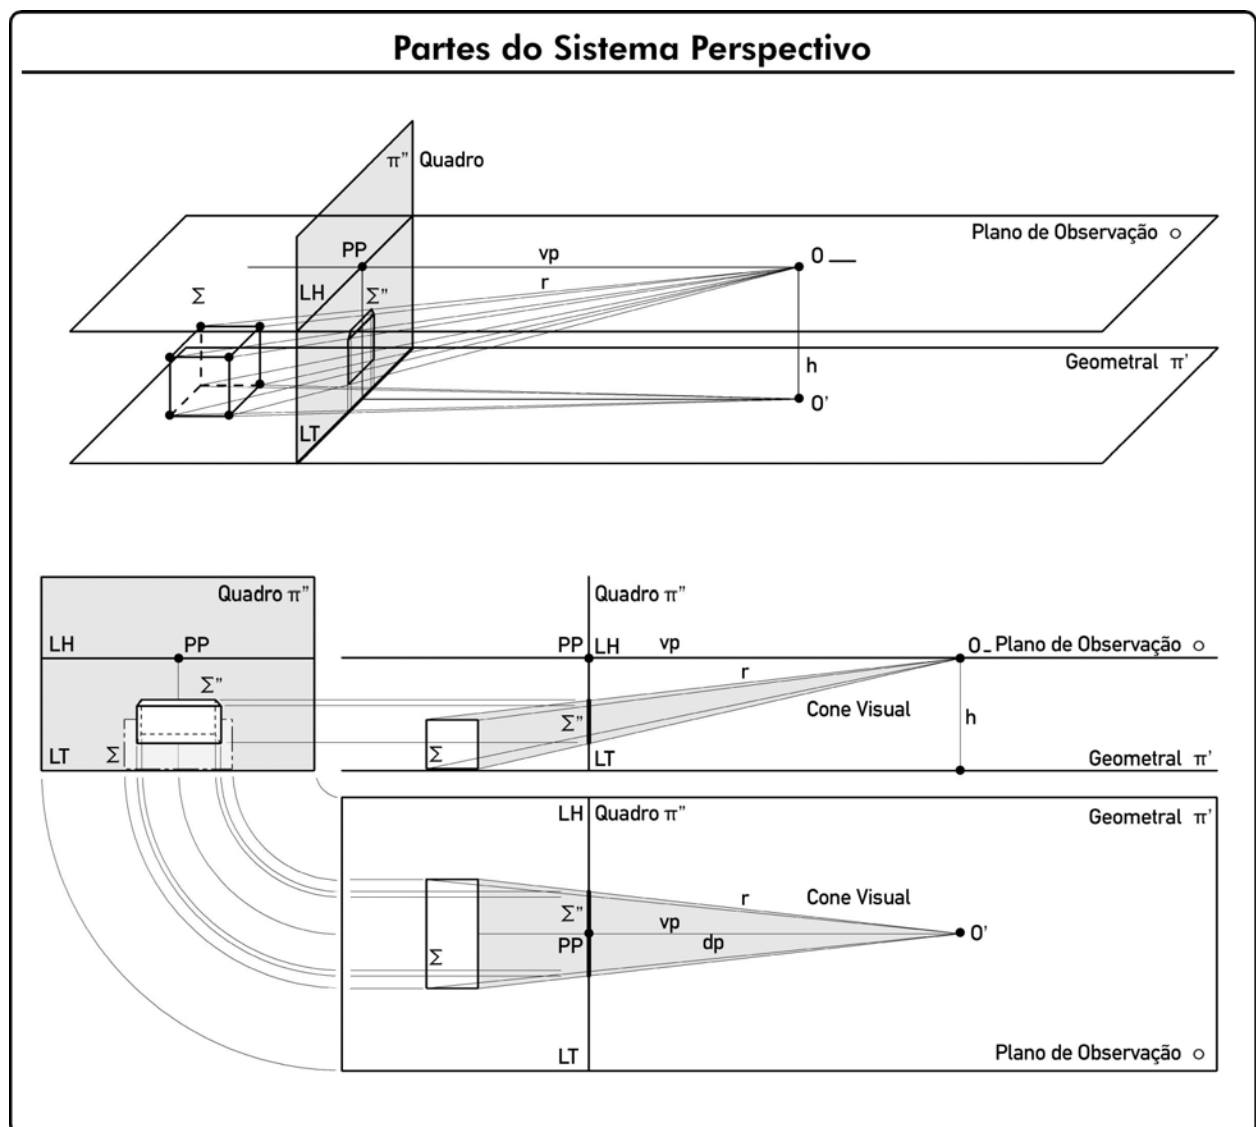 Partes do Sistema Perspectivo
π" Quadro
Plano de Observação ○
PP
vp
O
r
Σ
LH
Σ"
Geometral π'
h
O'
LT
Quadro π"
LH
PP
Σ"
Σ
LT
Quadro π"
PP LH
vp
O Plano de Observação ○
r
Σ"
Cone Visual
h
Σ
LT
Geometral π'
LH Quadro π"
Geometral π'
r
Cone Visual
Σ"
vp
O'
PP
dp
Σ
LT
Plano de Observação ○